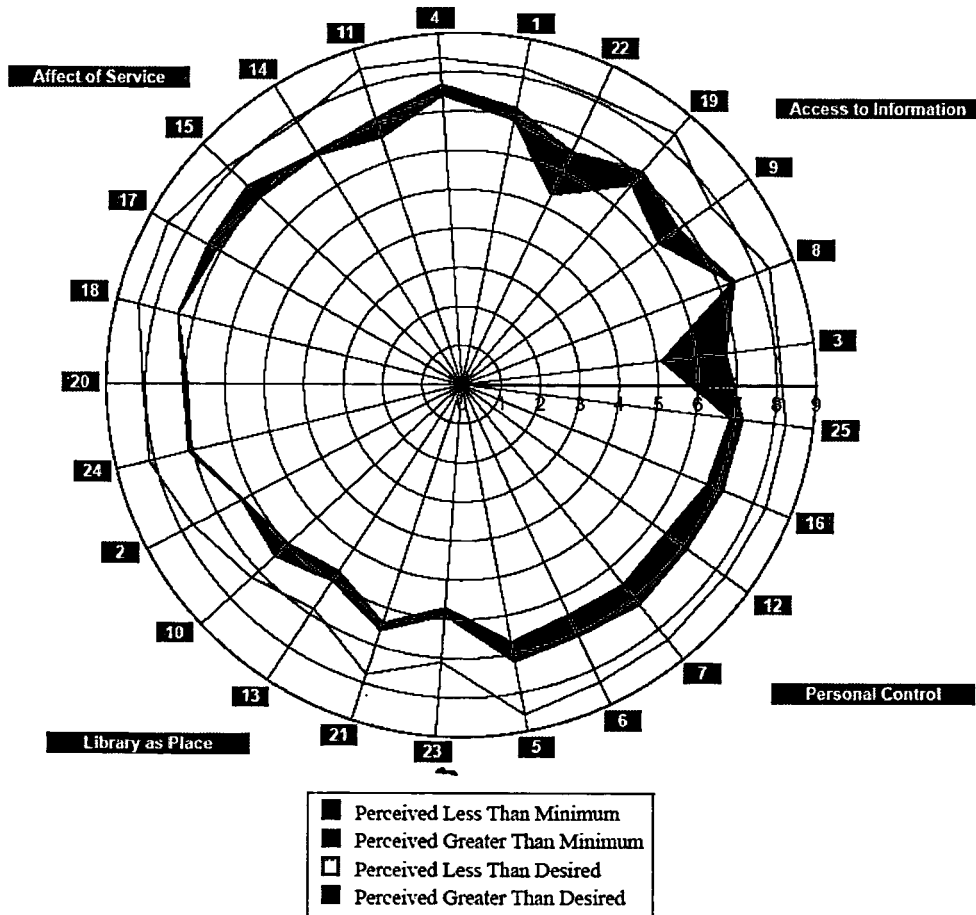 4
11
1
14
22
Affect of Service
15
19
Access to Information
17
9
18
8
20
3
0 1 2 3 4 5 6 7 8 9
24
25
2
16
10
12
13
7
Personal Control
Library as Place
21
6
23
5
Perceived Less Than Minimum
Perceived Greater Than Minimum
Perceived Less Than Desired
Perceived Greater Than Desired